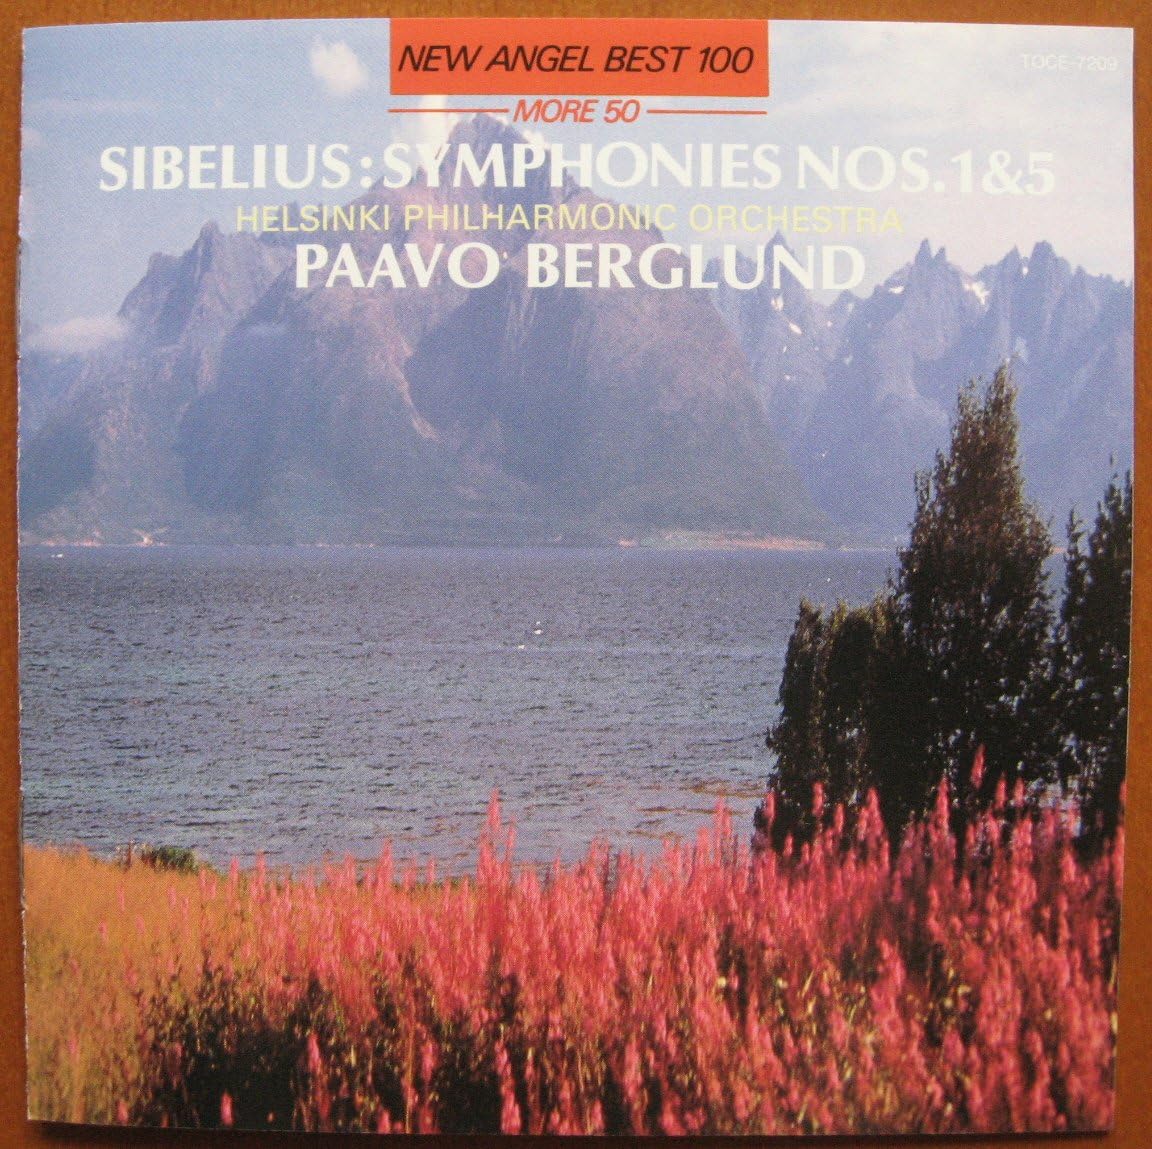 NEW ANGEL BEST 100
TOCE-7209
MORE 50
SIBELIUS: SYMPHONIES NOS. 1&5
HELSINKI PHILHARMONIC ORCHESTRA
PAAVO BERGLUND